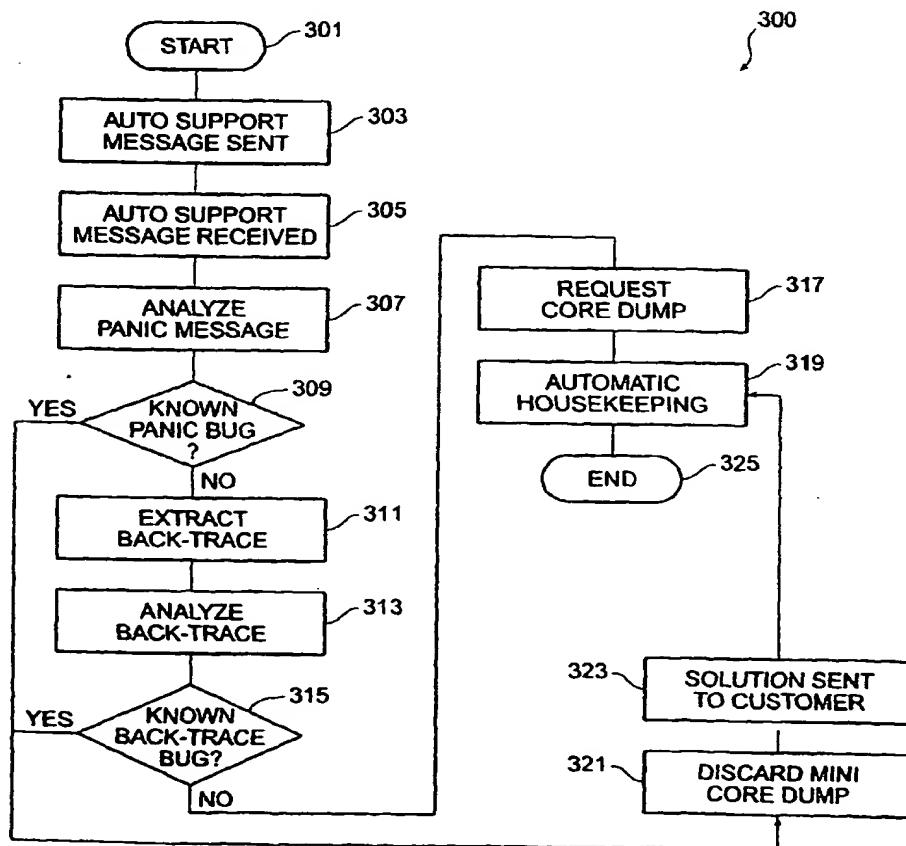 300
START
301
AUTO SUPPORT
MESSAGE SENT
303
AUTO SUPPORT
MESSAGE RECEIVED
305
ANALYZE
PANIC MESSAGE
307
YES
KNOWN
PANIC BUG
?
309
NO
EXTRACT
BACK-TRACE
311
ANALYZE
BACK-TRACE
313
YES
KNOWN
BACK-TRACE
BUG?
315
NO
REQUEST
CORE DUMP
317
AUTOMATIC
HOUSEKEEPING
319
END
325
323
SOLUTION SENT
TO CUSTOMER
321
DISCARD MINI
CORE DUMP